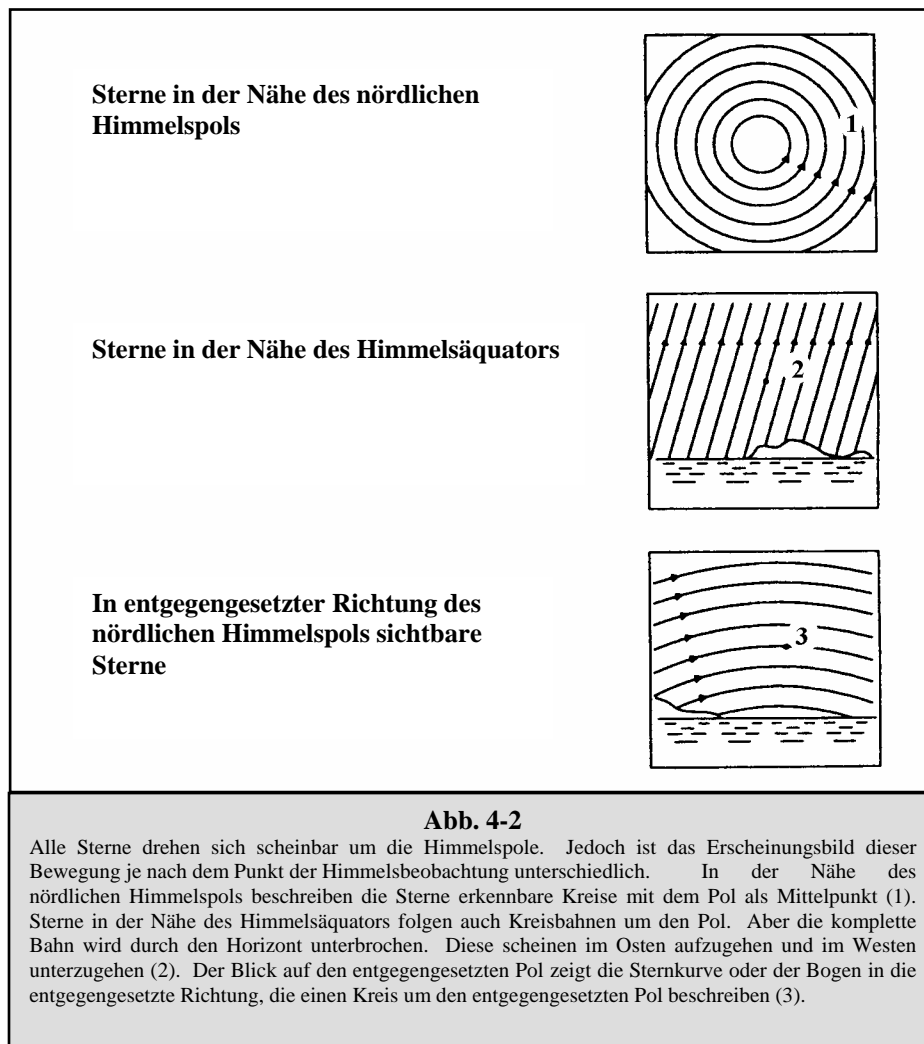 Sterne in der Nähe des nördlichen
Himmelspols
1
Sterne in der Nähe des Himmelsäquators
2
In entgegengesetzter Richtung des
nördlichen Himmelspols sichtbare
Sterne
3
Abb. 4-2
Alle Sterne drehen sich scheinbar um die Himmelspole. Jedoch ist das Erscheinungsbild dieser
Bewegung je nach dem Punkt der Himmelsbeobachtung unterschiedlich. In der Nähe des
nördlichen Himmelspols beschreiben die Sterne erkennbare Kreise mit dem Pol als Mittelpunkt (1).
Sterne in der Nähe des Himmelsäquators folgen auch Kreisbahnen um den Pol. Aber die komplette
Bahn wird durch den Horizont unterbrochen. Diese scheinen im Osten aufzugehen und im Westen
unterzugehen (2). Der Blick auf den entgegengesetzten Pol zeigt die Sternkurve oder der Bogen in die
entgegengesetzte Richtung, die einen Kreis um den entgegengesetzten Pol beschreiben (3).